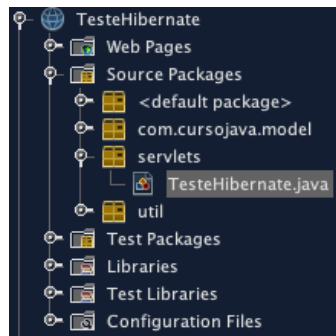 TesteHibernate
Web Pages
Source Packages
<default package>
com.cursojava.model
servlets
TesteHibernate.java
util
Test Packages
Libraries
Test Libraries
Configuration Files